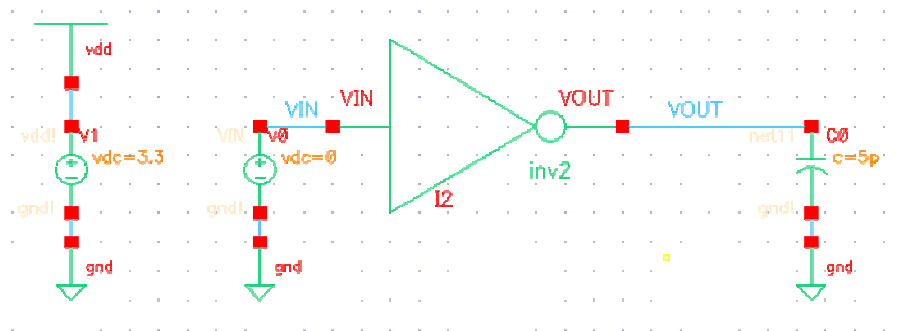 vdd
vdd!
V1
vdc=3.3
gnd!
gnd
VIN
V0
vdc=0
gnd!
gnd
VIN
VIN
I2
inv2
VOUT
VOUT
net11
C0
c=5p
gnd!
gnd